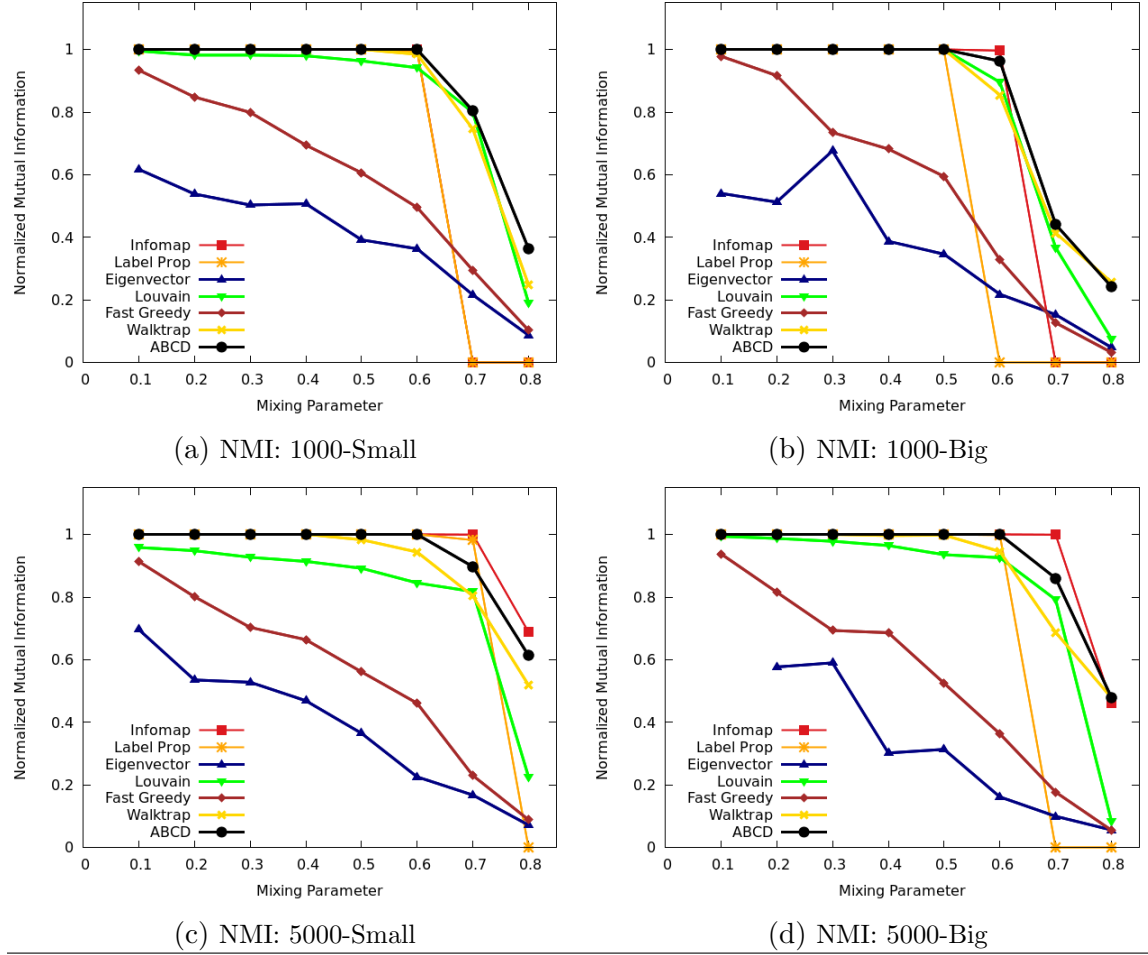 Normalized Mutual Information
1
0.8
0.6
0.4
0.2
0
Infomap
Label Prop
Eigenvector
Louvain
Fast Greedy
Walktrap
ABCD
0 0.1 0.2 0.3 0.4 0.5 0.6 0.7 0.8
Mixing Parameter
(a) NMI: 1000-Small
Normalized Mutual Information
1
0.8
0.6
0.4
0.2
0
Infomap
Label Prop
Eigenvector
Louvain
Fast Greedy
Walktrap
ABCD
0 0.1 0.2 0.3 0.4 0.5 0.6 0.7 0.8
Mixing Parameter
(b) NMI: 1000-Big
Normalized Mutual Information
1
0.8
0.6
0.4
0.2
0
Infomap
Label Prop
Eigenvector
Louvain
Fast Greedy
Walktrap
ABCD
0 0.1 0.2 0.3 0.4 0.5 0.6 0.7 0.8
Mixing Parameter
(c) NMI: 5000-Small
Normalized Mutual Information
1
0.8
0.6
0.4
0.2
0
Infomap
Label Prop
Eigenvector
Louvain
Fast Greedy
Walktrap
ABCD
0 0.1 0.2 0.3 0.4 0.5 0.6 0.7 0.8
Mixing Parameter
(d) NMI: 5000-Big